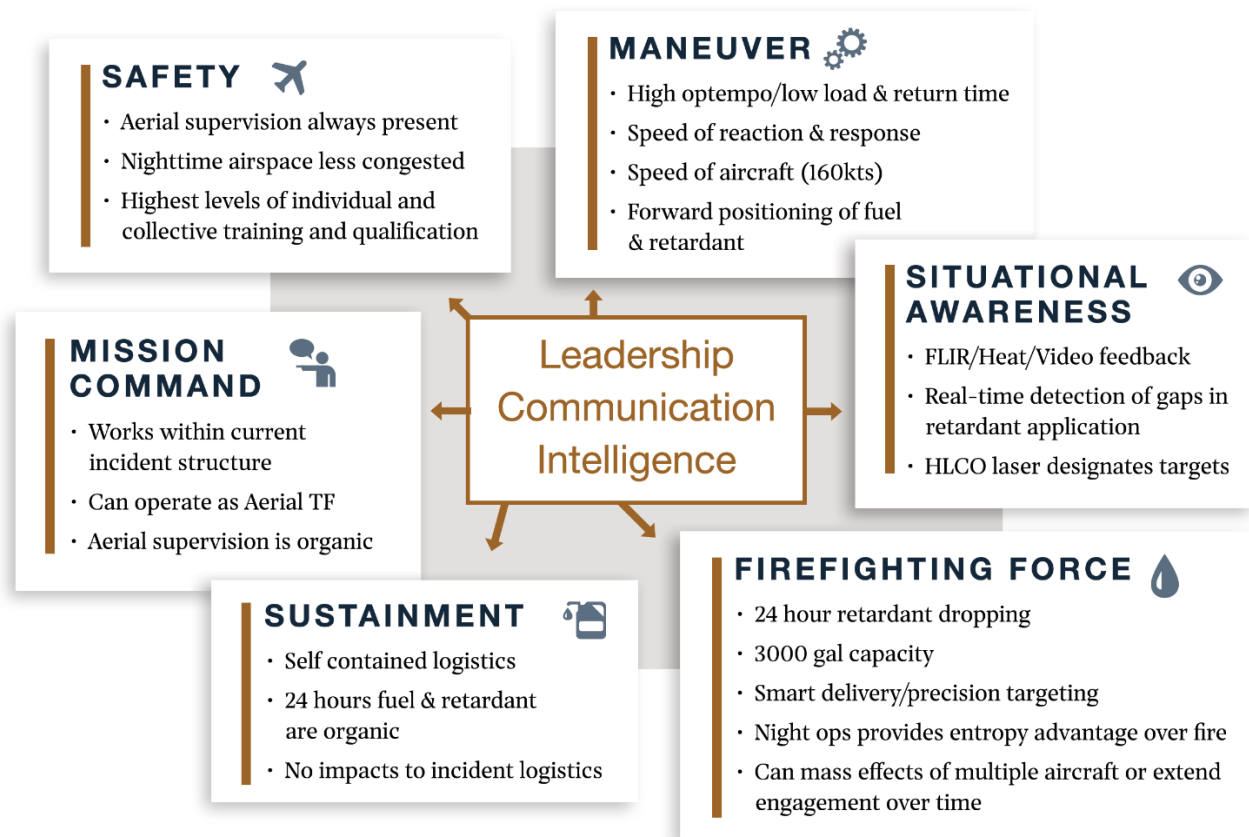 SAFETY
· Aerial supervision always present
· Nighttime airspace less congested
· Highest levels of individual and
collective training and qualification
MANEUVER
· High optempo/low load & return time
· Speed of reaction & response
· Speed of aircraft (160kts)
· Forward positioning of fuel
& retardant
SITUATIONAL
AWARENESS
· FLIR/Heat/Video feedback
· Real-time detection of gaps in
retardant application
· HLCO laser designates targets
Leadership
Communication
Intelligence
MISSION
COMMAND
· Works within current
incident structure
· Can operate as Aerial TF
· Aerial supervision is organic
SUSTAINMENT
· Self contained logistics
· 24 hours fuel & retardant
are organic
· No impacts to incident logistics
FIREFIGHTING FORCE
· 24 hour retardant dropping
· 3000 gal capacity
· Smart delivery/precision targeting
· Night ops provides entropy advantage over fire
· Can mass effects of multiple aircraft or extend
engagement over time